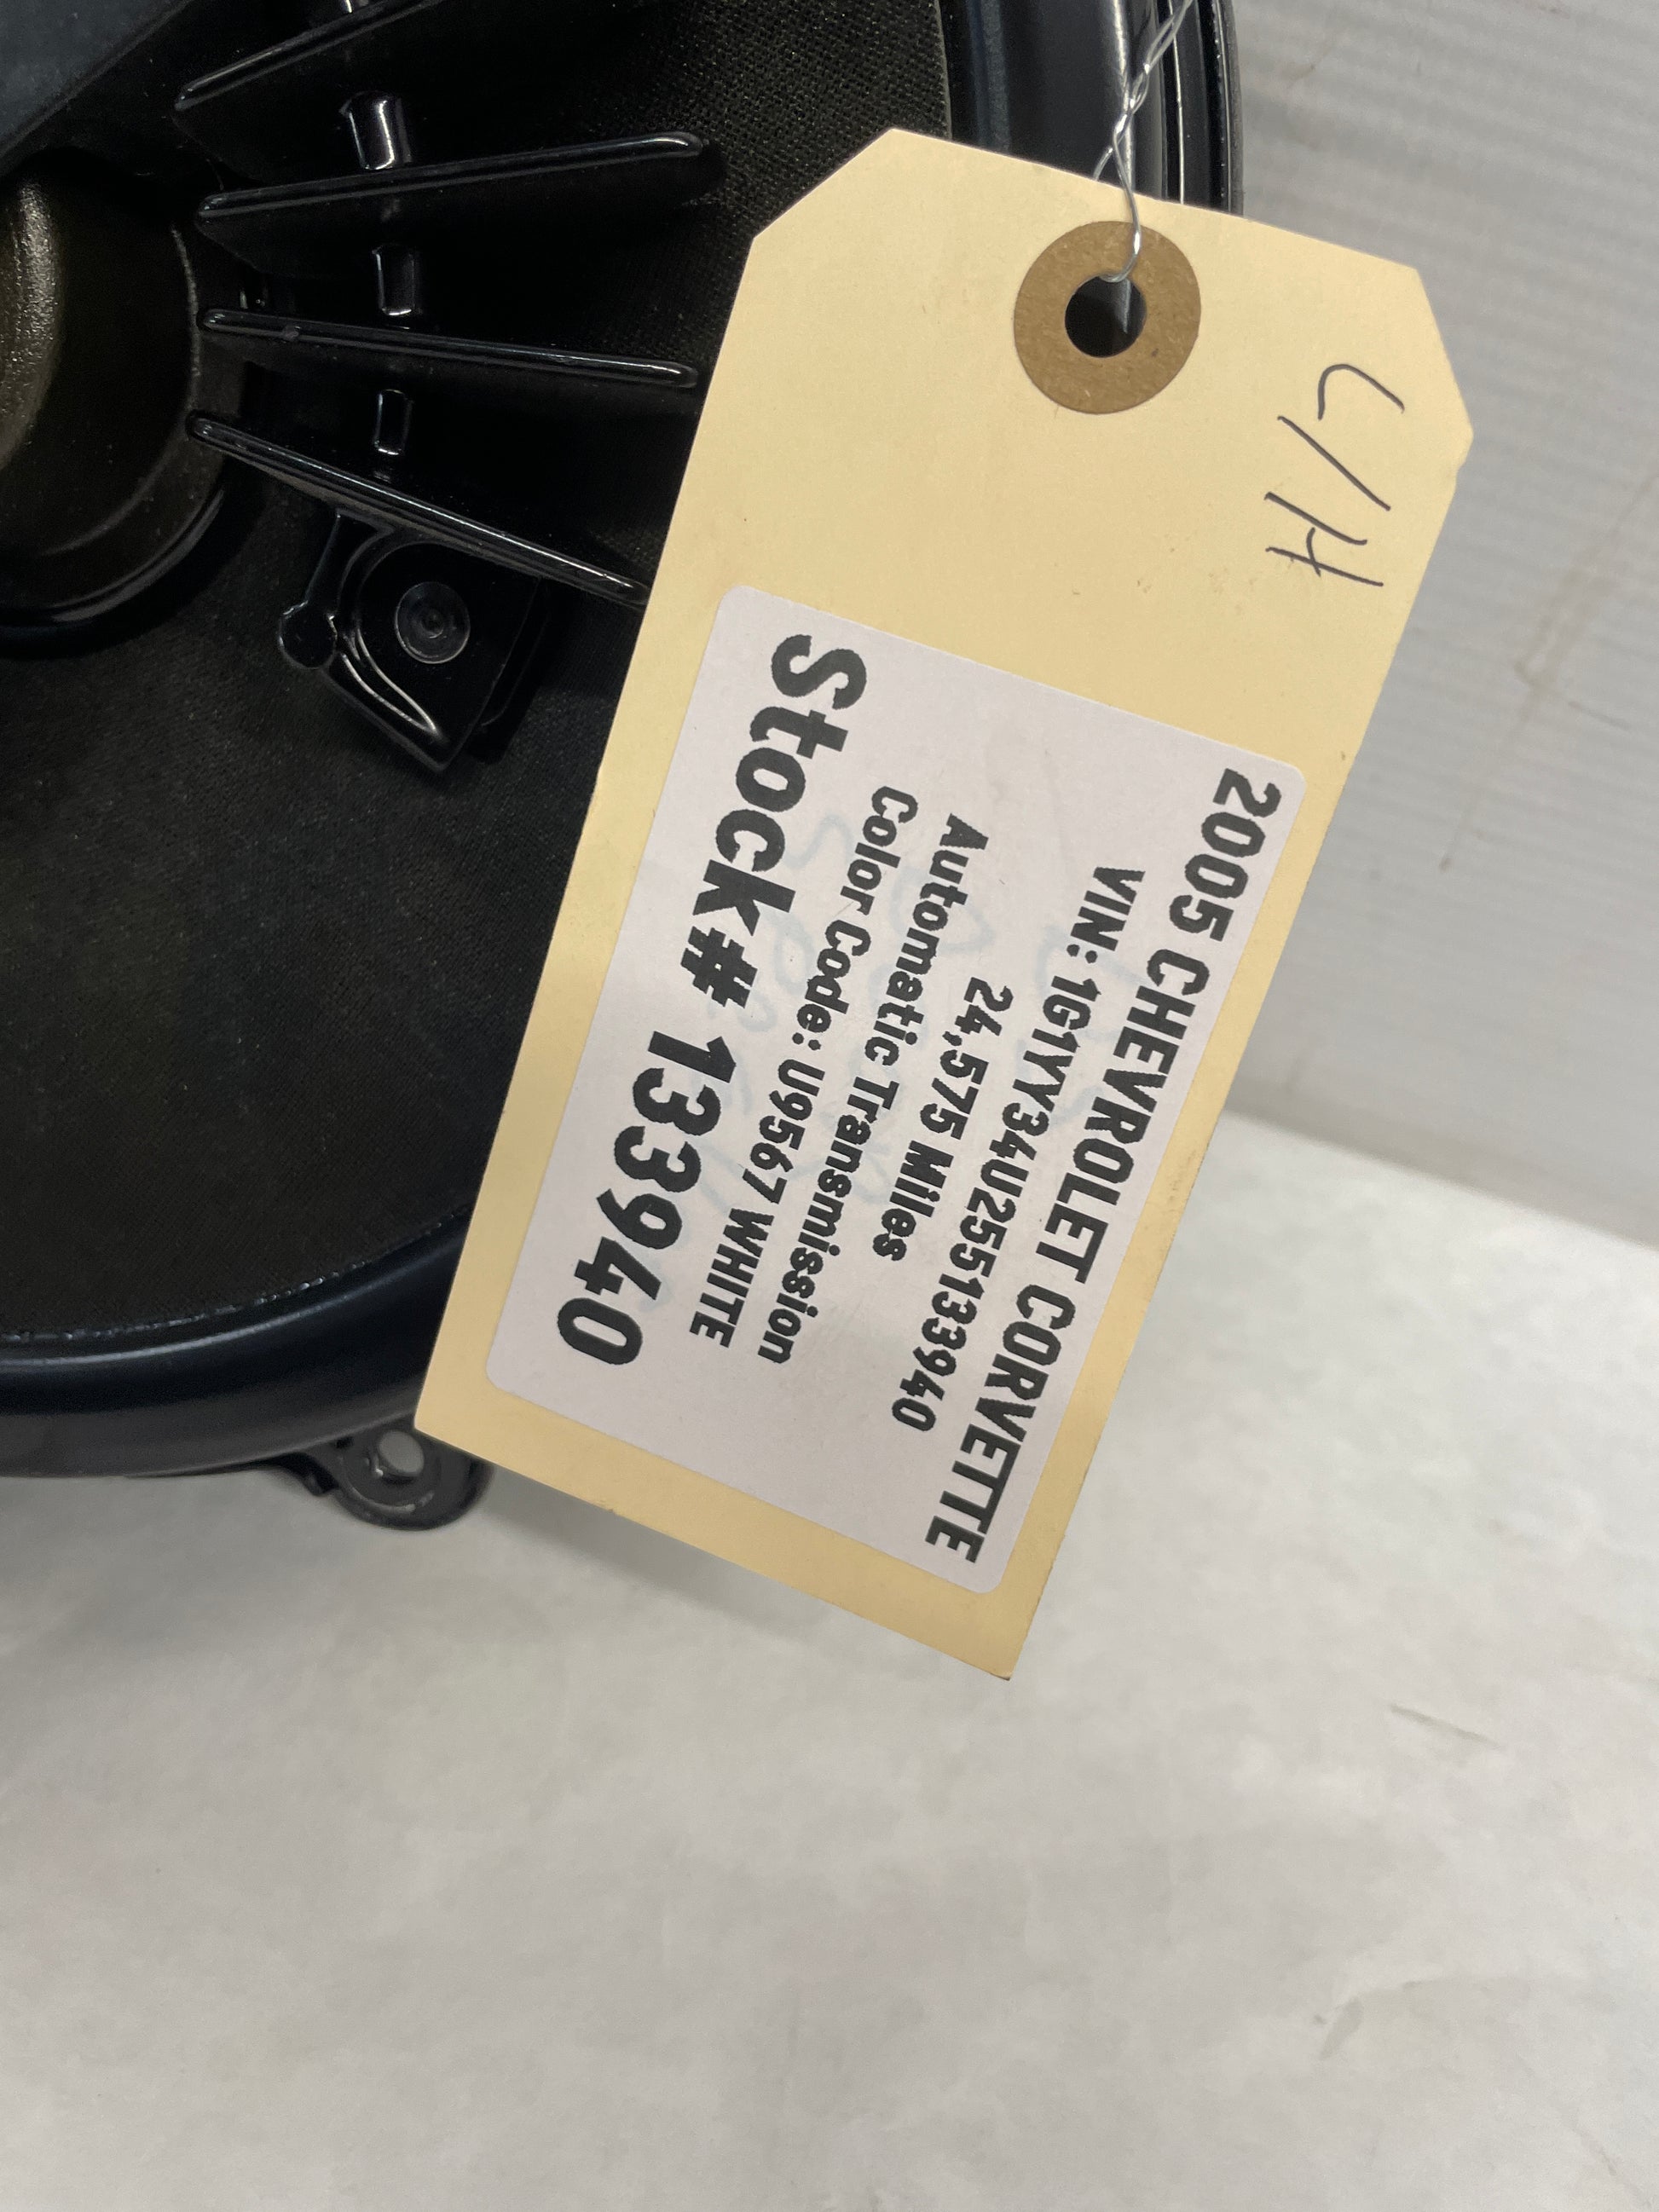 L/H
2005 CHEVROLET CORVETTE
VIN: 1G1YY34U255133940
24,575 Miles
Automatic Transmission
Color Code: U9567 WHITE
Stock# 133940